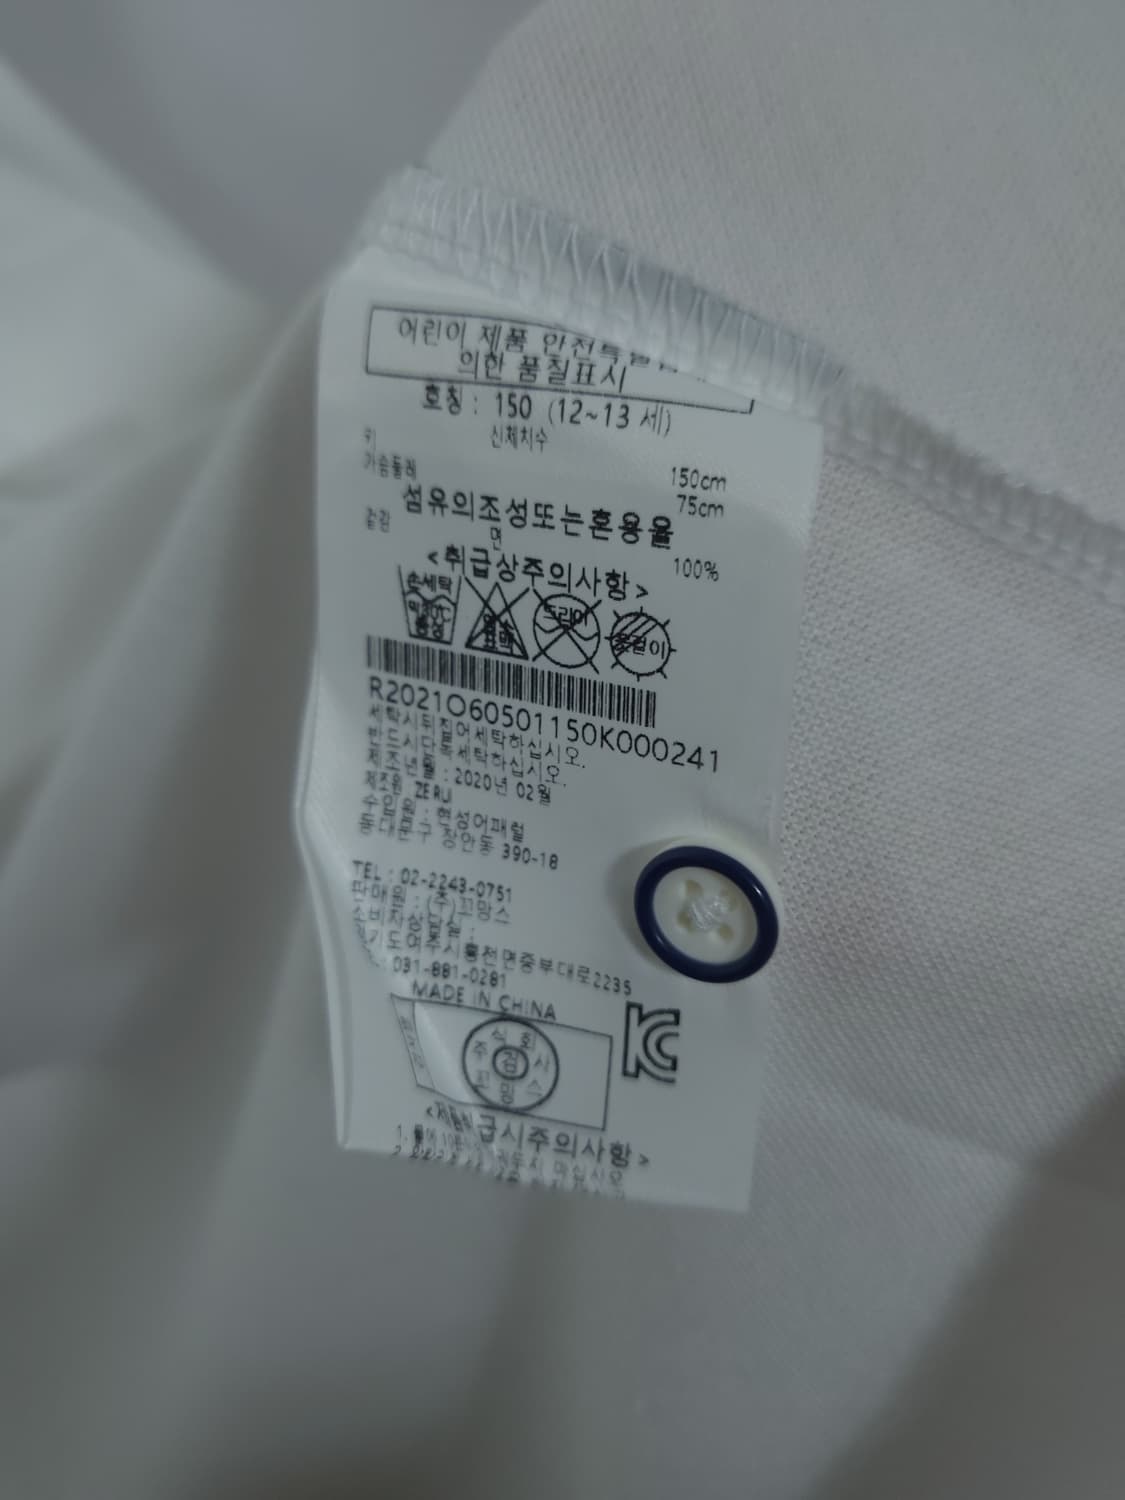 어린이 제품 안전특별법에
의한 품질표시
호칭 : 150 (12~13 세)
신체치수
키 150cm
가슴둘레 75cm
섬유의조성또는혼용율
겉감 면 100%
<취급상주의사항>
손세탁
드라이
옷걸이
R2021O60501150K000241
세탁시뒤집어세탁하십시오.
반드시단독세탁하십시오.
제조년월 : 2020년 02월
제조원 : ZERU
수입원 : 현성어패럴
동대문구 장안동 390-18
TEL : 02-2243-0751
판매원 : (주)꼬망스
소비자상담실 :
경기도여주시흥천면중부대로2235
031-881-0281
MADE IN CHINA
주식회사
검
꼬망스
KC
<제품취급시주의사항>